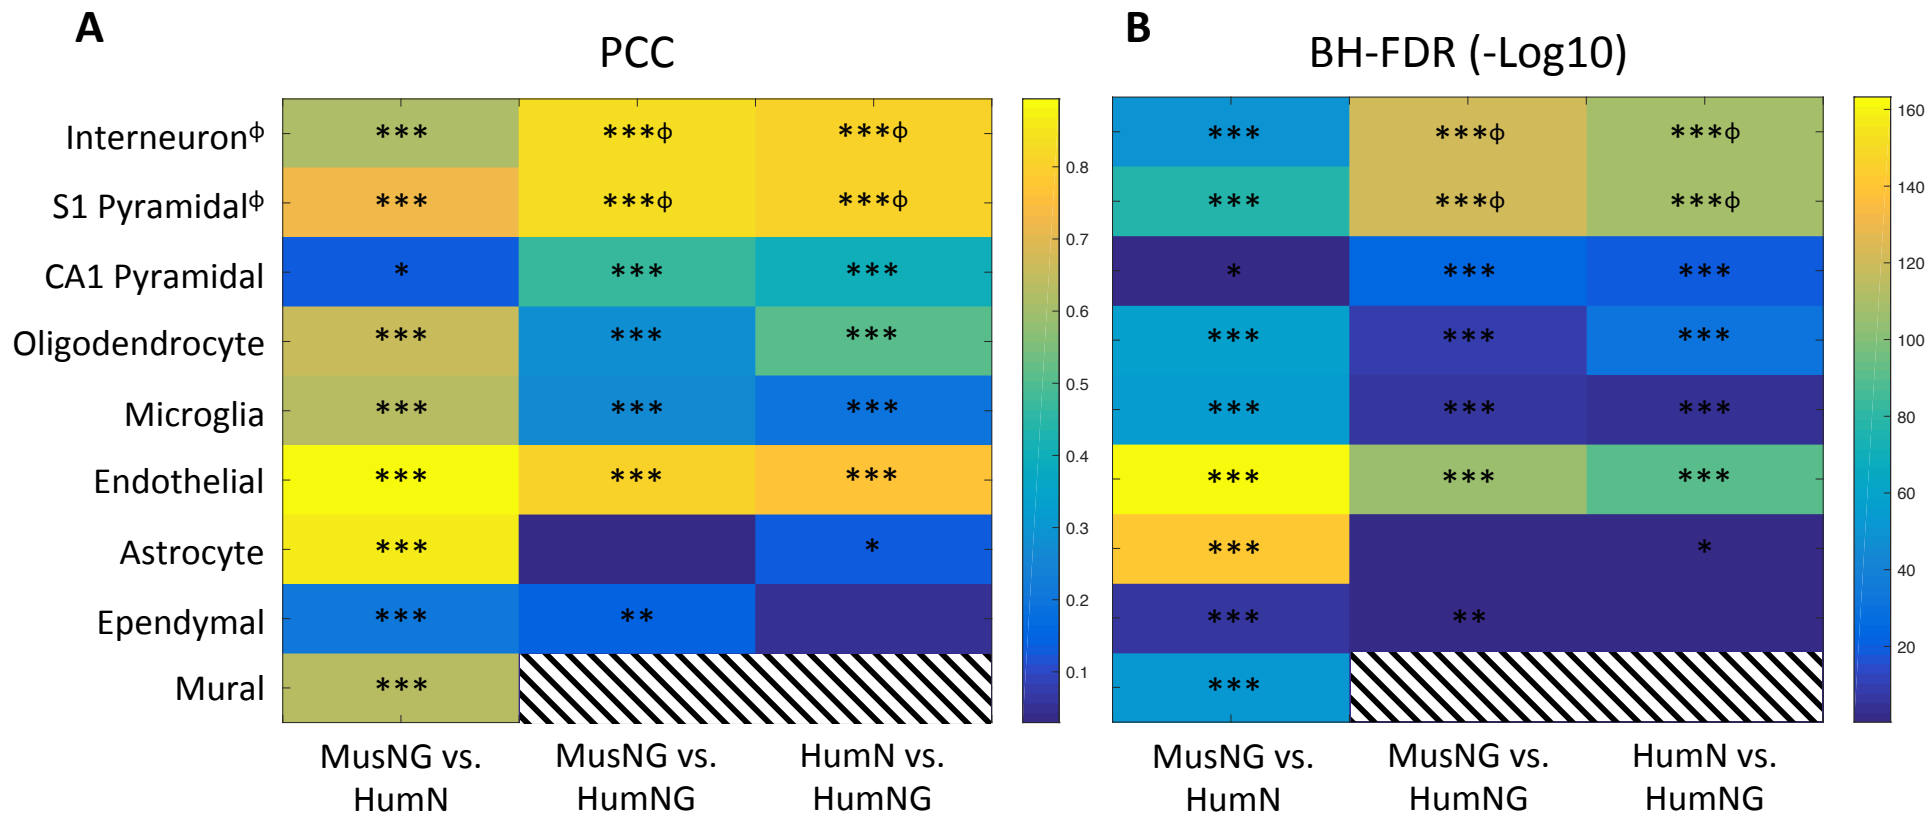 A
PCC
Interneuronᶲ
S1 Pyramidalᶲ
CA1 Pyramidal
Oligodendrocyte
Microglia
Endothelial
Astrocyte
Ependymal
Mural
*** ***ϕ ***ϕ
*** ***ϕ ***ϕ
* *** ***
*** *** ***
*** *** ***
*** *** ***
*** *
*** **
***
MusNG vs. HumN
MusNG vs. HumNG
HumN vs. HumNG
0.8
0.7
0.6
0.5
0.4
0.3
0.2
0.1
B
BH-FDR (-Log10)
*** ***ϕ ***ϕ
*** ***ϕ ***ϕ
* *** ***
*** *** ***
*** *** ***
*** *** ***
*** *
*** **
***
MusNG vs. HumN
MusNG vs. HumNG
HumN vs. HumNG
160
140
120
100
80
60
40
20